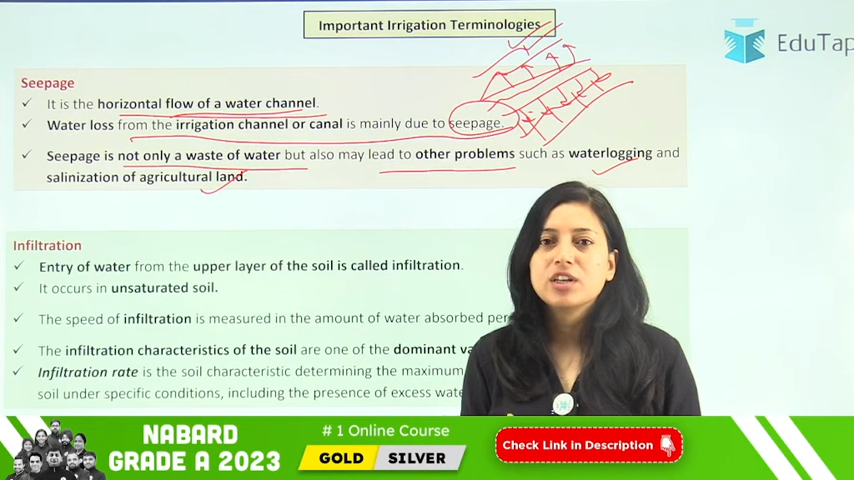 Important Irrigation Terminologies
EduTap
Seepage
✓ It is the horizontal flow of a water channel.
✓ Water loss from the irrigation channel or canal is mainly due to seepage.
✓ Seepage is not only a waste of water but also may lead to other problems such as waterlogging and
salinization of agricultural land.
Infiltration
✓ Entry of water from the upper layer of the soil is called infiltration.
✓ It occurs in unsaturated soil.
✓ The speed of infiltration is measured in the amount of water absorbed per
✓ The infiltration characteristics of the soil are one of the dominant
✓ Infiltration rate is the soil characteristic determining the maximum
soil under specific conditions, including the presence of excess
NABARD
GRADE A 2023
# 1 Online Course
GOLD SILVER
Check Link in Description